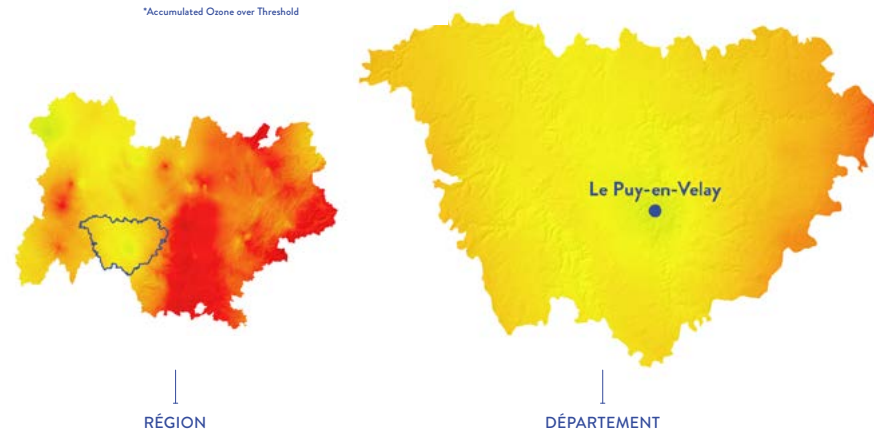 *Accumulated Ozone over Threshold
Le Puy-en-Velay
RÉGION
DÉPARTEMENT